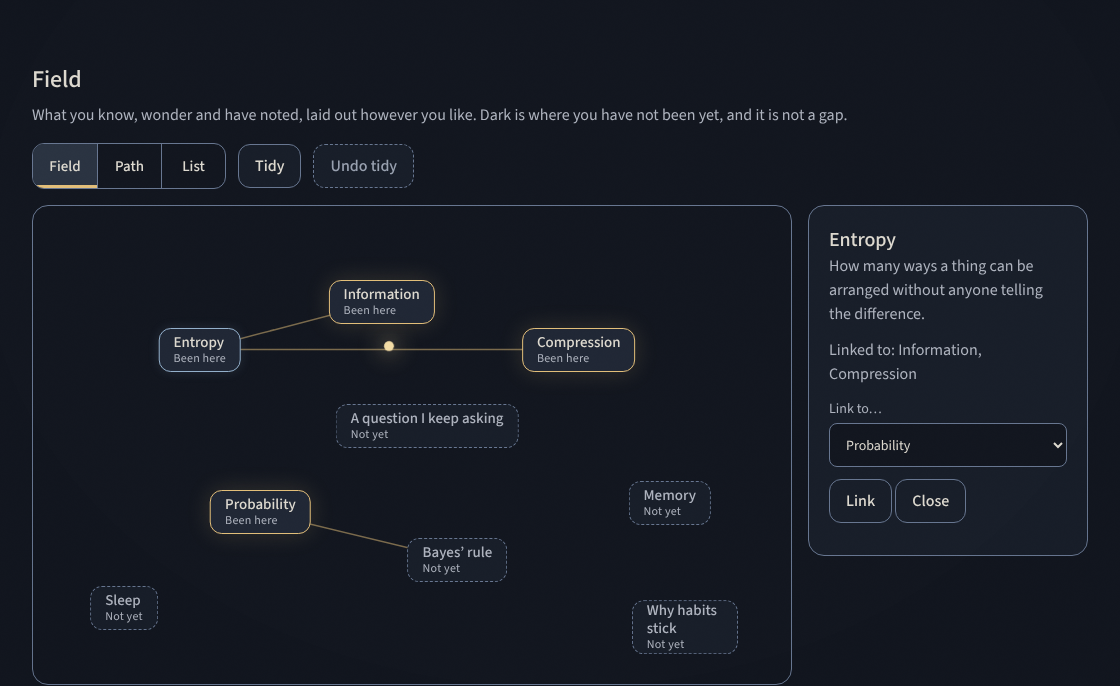 Field
What you know, wonder and have noted, laid out however you like. Dark is where you have not been yet, and it is not a gap.
Field
Path
List
Tidy
Undo tidy
Information
Been here
Entropy
Been here
Compression
Been here
A question I keep asking
Not yet
Probability
Been here
Memory
Not yet
Bayes’ rule
Not yet
Sleep
Not yet
Why habits
stick
Not yet
Entropy
How many ways a thing can be
arranged without anyone telling
the difference.
Linked to: Information,
Compression
Link to…
Probability
Link
Close